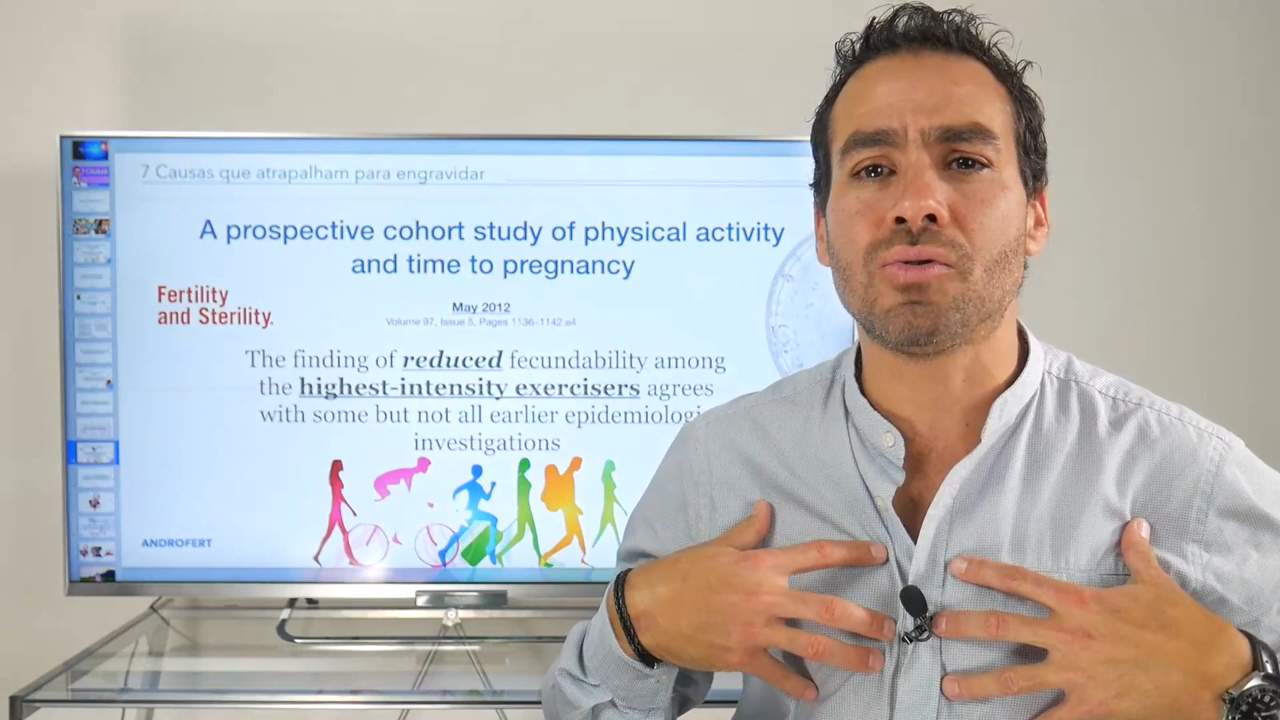 7 Causas que atrapalham para engravidar
A prospective cohort study of physical activity
and time to pregnancy
Fertility
and Sterility.
May 2012
Volume 97, Issue 5, Pages 1136–1142.e4
The finding of reduced fecundability among
the highest-intensity exercisers agrees
with some but not all earlier
investigations
ANDROFERT